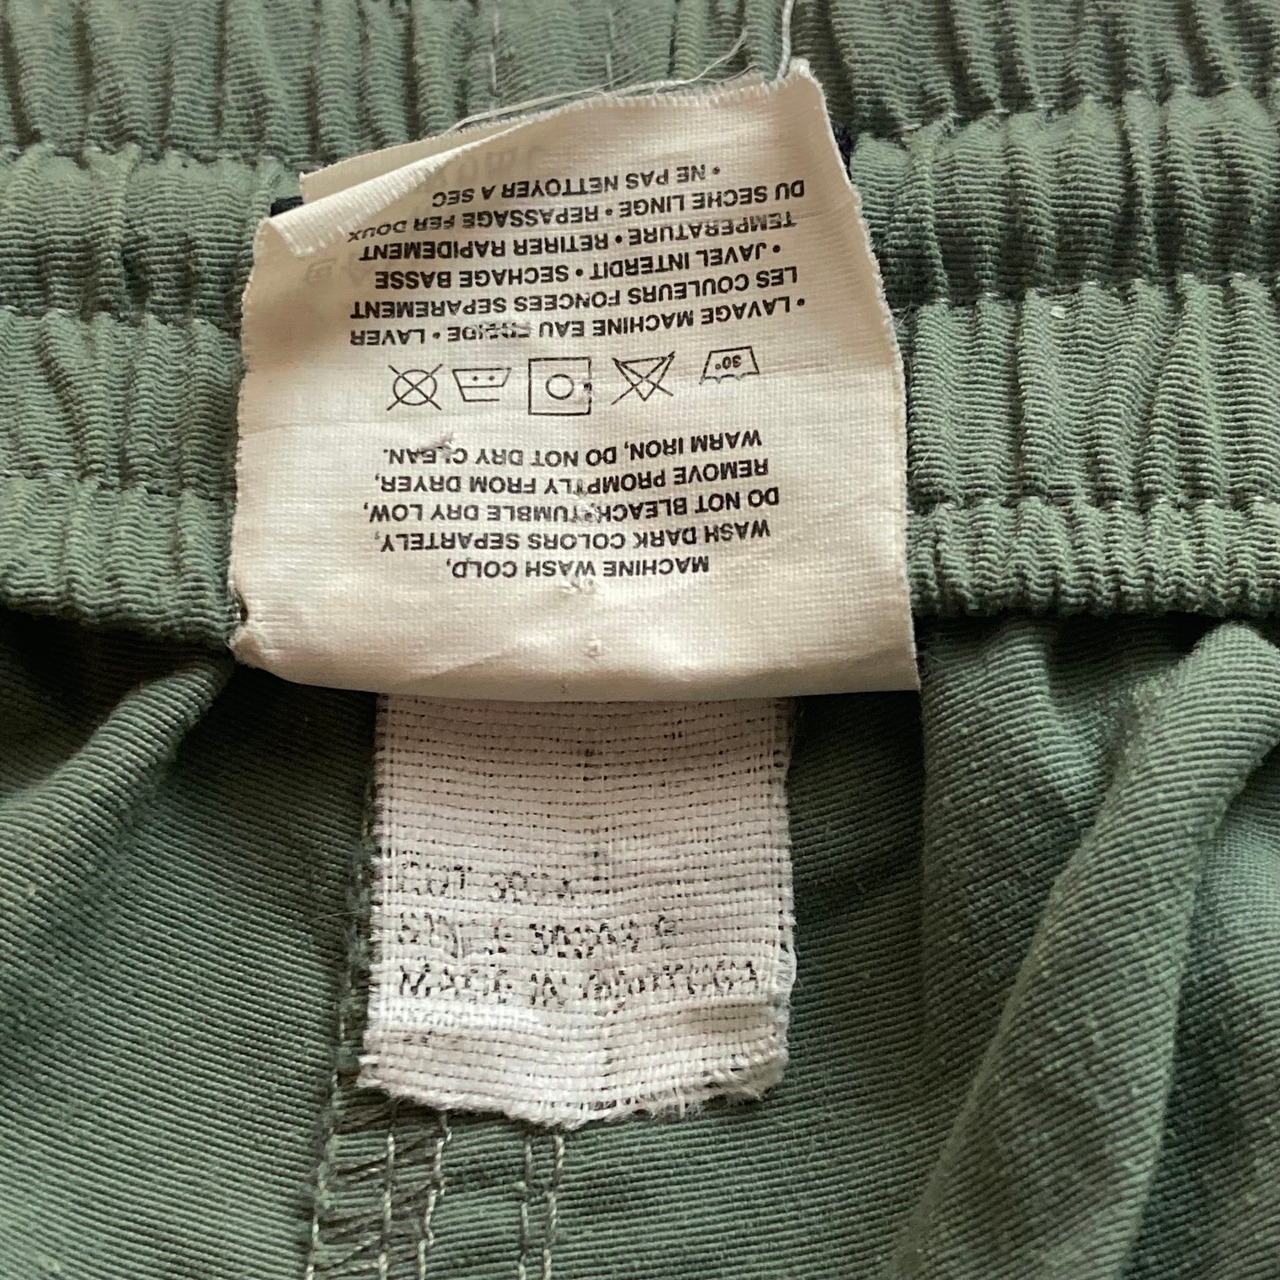 MACHINE WASH COLD,
WASH DARK COLORS SEPARTELY,
DO NOT BLEACH, TUMBLE DRY LOW,
REMOVE PROMPTLY FROM DRYER,
WARM IRON, DO NOT DRY CLEAN.
30°
• LAVAGE MACHINE EAU FROIDE • LAVER
LES COULEURS FONCEES SEPAREMENT
• JAVEL INTERDIT • SECHAGE BASSE
TEMPERATURE • RETIRER RAPIDEMENT
DU SECHE LINGE • REPASSAGE FER DOUX
• NE PAS NETTOYER A SEC